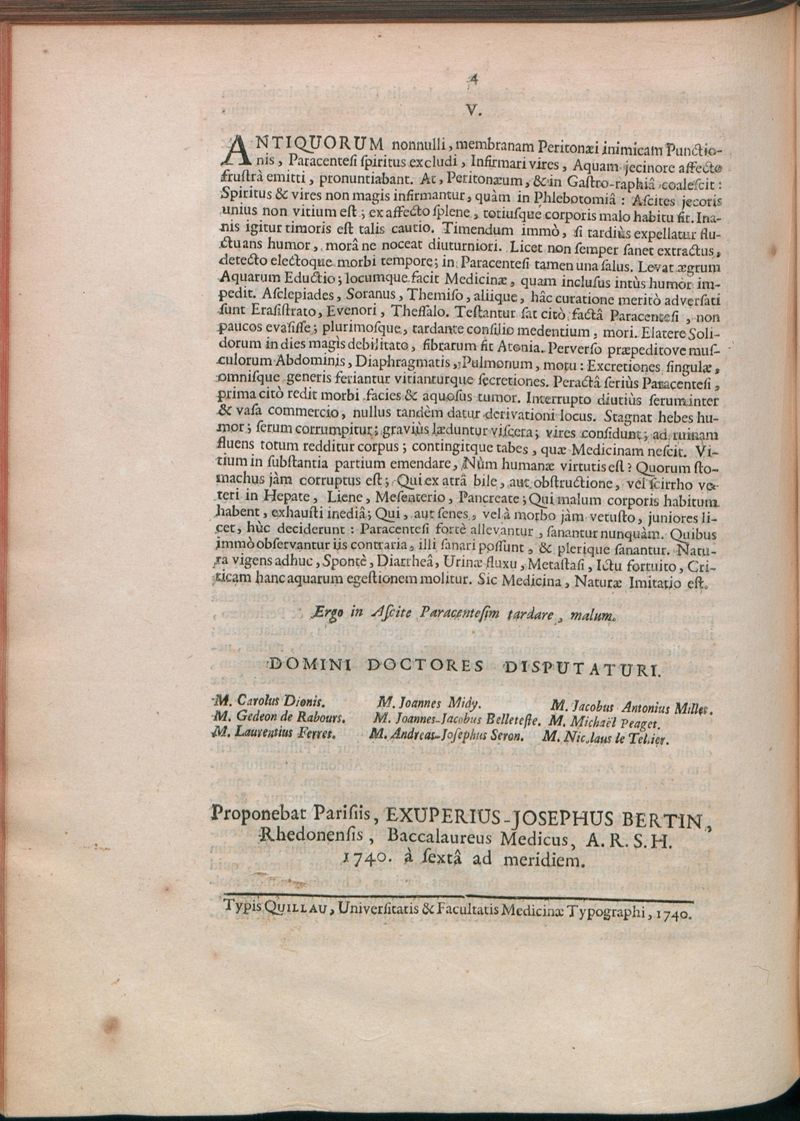 4
V.
ANTIQUORUM nonnulli, membranam Peritonæi inimicam Punctio-
nis, Paracentesi spiritus excludi, Infirmari vires, Aquam jecinore affecto
frustrà emitti, pronuntiabant. At, Peritonæum, & in Gastro-raphiâ coalescit:
Spiritus & vires non magis infirmantur, quàm in Phlebotomiâ: Ascites jecoris
unius non vitium est; ex affecto splene, totiusque corporis malo habitu fit. Ina-
nis igitur timoris est talis cautio. Timendum immò, si tardiùs expellatur flu-
ctuans humor, morâ ne noceat diuturniori. Licet non semper sanet extractus,
detecto electoque morbi tempore; in Paracentesi tamen una salus. Levat ægrum
Aquarum Eductio; locumque facit Medicinæ, quam inclusus intùs humor im-
pedit. Asclepiades, Soranus, Themiso, aliique, hâc curatione meritò adversati
sunt Erasistrato, Evenori, Thessalo. Testantur sat citò factâ Paracentesi, non
paucos evasisse; plurimosque, tardante consilio medentium, mori. Elatere Soli-
dorum in dies magis debilitato, fibrarum fit Atonia. Perverso præpeditove mus-
culorum Abdominis, Diaphragmatis, Pulmonum, motu: Excretiones singulæ,
omnisque generis feriantur vitianturque secretiones. Peractâ seriùs Paracentesi,
prima citò redit morbi facies & aquosus tumor. Interrupto diutiùs serum inter
& vasa commercio, nullus tandèm datur derivationi locus. Stagnat hebes hu-
mor; serum corrumpitur; graviùs læduntur viscera; vires considunt; ad ruinam
fluens totum redditur corpus; contingitque tabes, quæ Medicinam nescit. Vi-
tium in substantia partium emendare, Nùm humanæ virtutis est? Quorum sto-
machus jàm corruptus est; Qui ex atrâ bile, aut obstructione, vel scirrho ve-
teri in Hepate, Liene, Mesenterio, Pancreate; Qui malum corporis habitum
habent, exhausti inediâ; Qui, aut senes, vel à morbo jàm vetusto, juniores li-
cet, hùc deciderunt: Paracentesi fortè allevantur, sanantur nunquàm. Quibus
immò observantur iis contraria, illi sanari possunt, & plerique sanantur. Natu-
ra vigens adhuc, Spontè, Diarrheâ, Urinæ fluxu, Metastasi, Ictu fortuito, Cri-
ticam hanc aquarum egestionem molitur. Sic Medicina, Naturæ Imitatio est.
Ergo in Ascite Paracentesim tardare, malum.
DOMINI DOCTORES DISPUTATURI.
M. Carolus Dionis. M. Joannes Midy. M. Jacobus Antonius Milles.
M. Gedeon de Rabours. M. Joannes-Jacobus Belleteste. M. Michaël Peaget.
M. Laurentius Ferret. M. Andreas-Josephus Seron. M. Nicolaus le Tellier.
Proponebat Parisiis, EXUPERIUS-JOSEPHUS BERTIN,
Rhedonensis, Baccalaureus Medicus, A. R. S. H.
1740. à sextâ ad meridiem.
Typis QUILLAU, Universitatis & Facultatis Medicinæ Typographi, 1740.